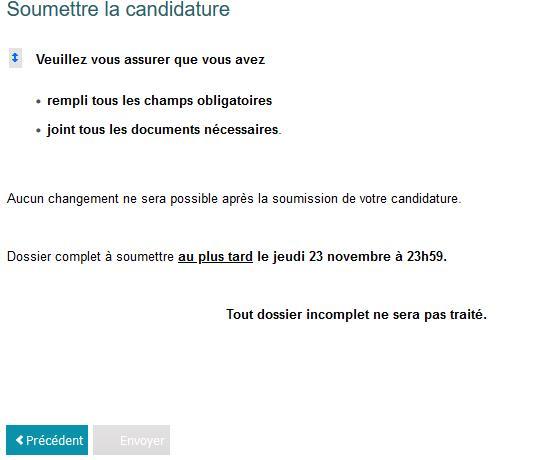 Soumettre la candidature
Veuillez vous assurer que vous avez
• rempli tous les champs obligatoires
• joint tous les documents nécessaires.
Aucun changement ne sera possible après la soumission de votre candidature.
Dossier complet à soumettre au plus tard le jeudi 23 novembre à 23h59.
Tout dossier incomplet ne sera pas traité.
Précédent Envoyer